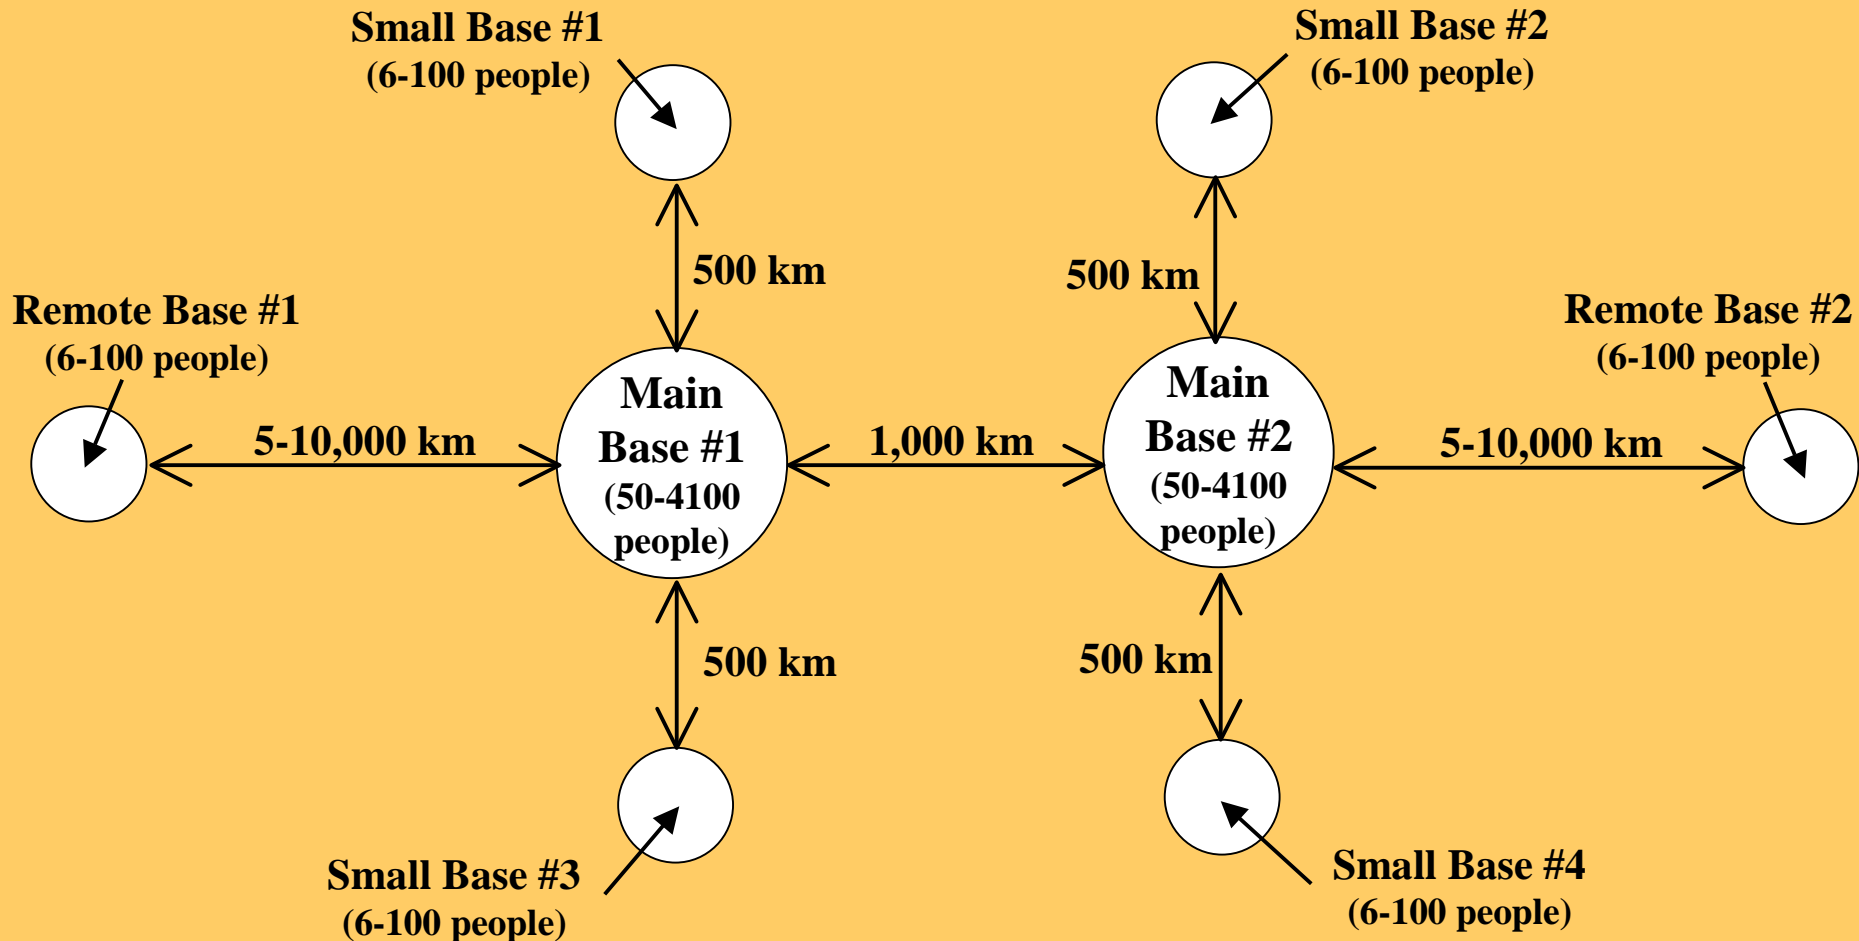 Small Base #1
(6-100 people)
Small Base #2
(6-100 people)
500 km
500 km
Remote Base #1
(6-100 people)
Remote Base #2
(6-100 people)
5-10,000 km
Main
Base #1
(50-4100
people)
1,000 km
Main
Base #2
(50-4100
people)
5-10,000 km
500 km
500 km
Small Base #3
(6-100 people)
Small Base #4
(6-100 people)